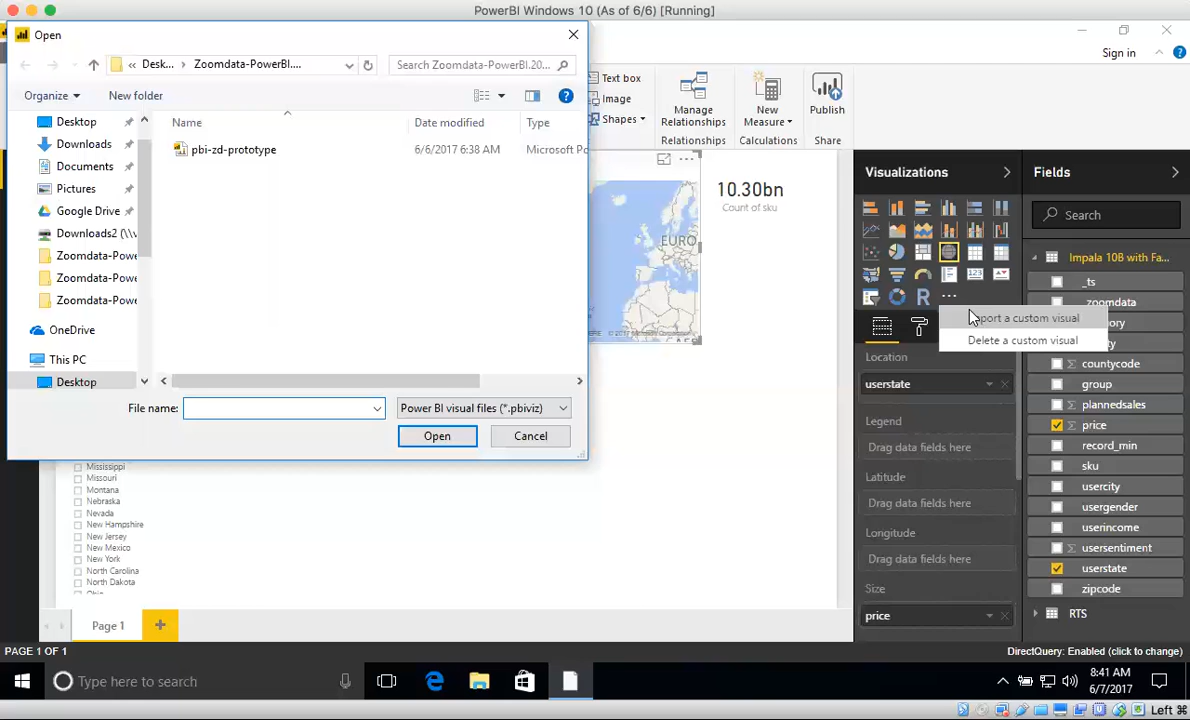 PowerBI Windows 10 (As of 6/6) [Running]
Open
Sign in
Desk...
Zoomdata-PowerBI....
Search Zoomdata-PowerBI.20...
Organize
New folder
Name
Date modified
Type
pbi-zd-prototype
6/6/2017 6:38 AM
Microsoft Po
Desktop
Downloads
Documents
Pictures
Google Drive
Downloads2 (\\v
Zoomdata-Powe
Zoomdata-Powe
Zoomdata-Powe
OneDrive
This PC
Desktop
File name:
Power BI visual files (*.pbiviz)
Open
Cancel
Text box
Image
Shapes
Manage
Relationships
New
Measure
Publish
Relationships
Calculations
Share
EURO
10.30bn
Count of sku
Mississippi
Missouri
Montana
Nebraska
Nevada
New Hampshire
New Jersey
New Mexico
New York
North Carolina
North Dakota
Ohio
Page 1
Visualizations
R
port a custom visual
Delete a custom visual
Location
userstate
Legend
Drag data fields here
Latitude
Drag data fields here
Longitude
Drag data fields here
Size
price
Fields
Search
Impala 10B with Fa...
_ts
_zoomdata
ory
ty
countycode
group
plannedsales
price
record_min
sku
usercity
usergender
userincome
usersentiment
userstate
zipcode
RTS
PAGE 1 OF 1
DirectQuery: Enabled (click to change)
Type here to search
8:41 AM
6/7/2017
Left ⌘